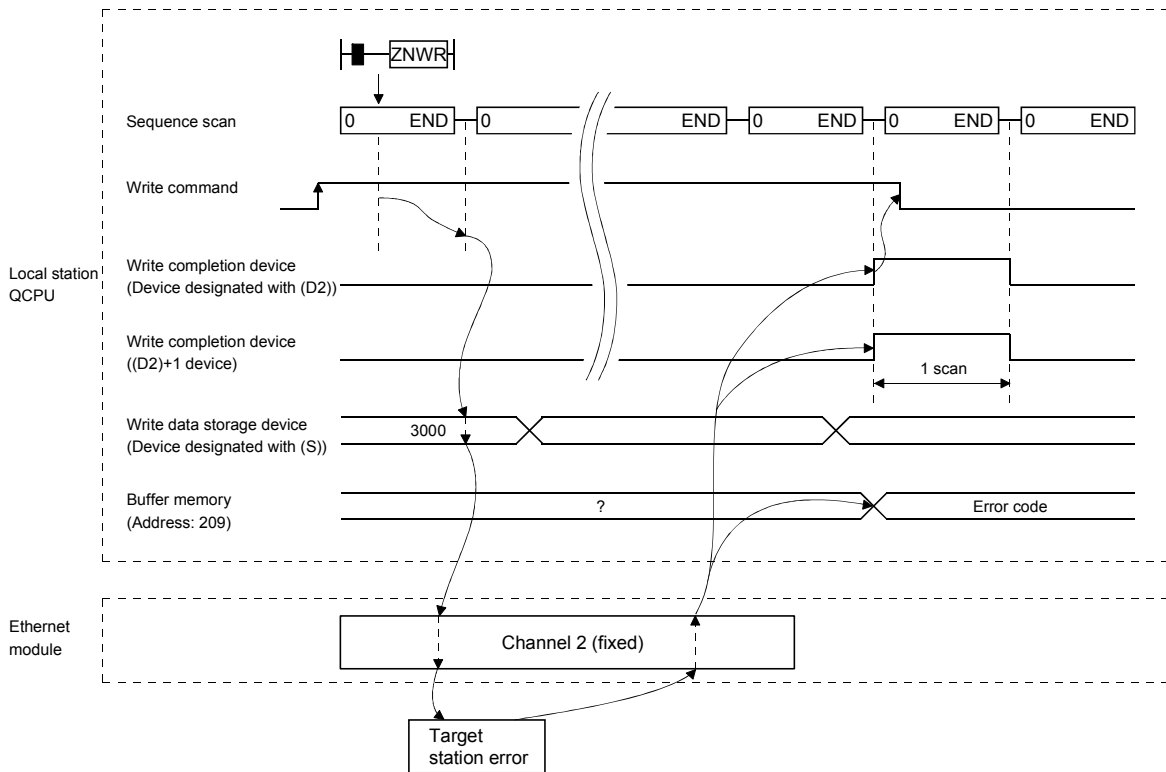 ZNWR
Sequence scan
0 END 0 END 0 END 0 END 0 END
Write command
Local station
QCPU
Write completion device
(Device designated with (D2))
Write completion device
((D2)+1 device)
1 scan
Write data storage device
(Device designated with (S))
3000
Buffer memory
(Address: 209)
?
Error code
Ethernet
module
Channel 2 (fixed)
Target
station error